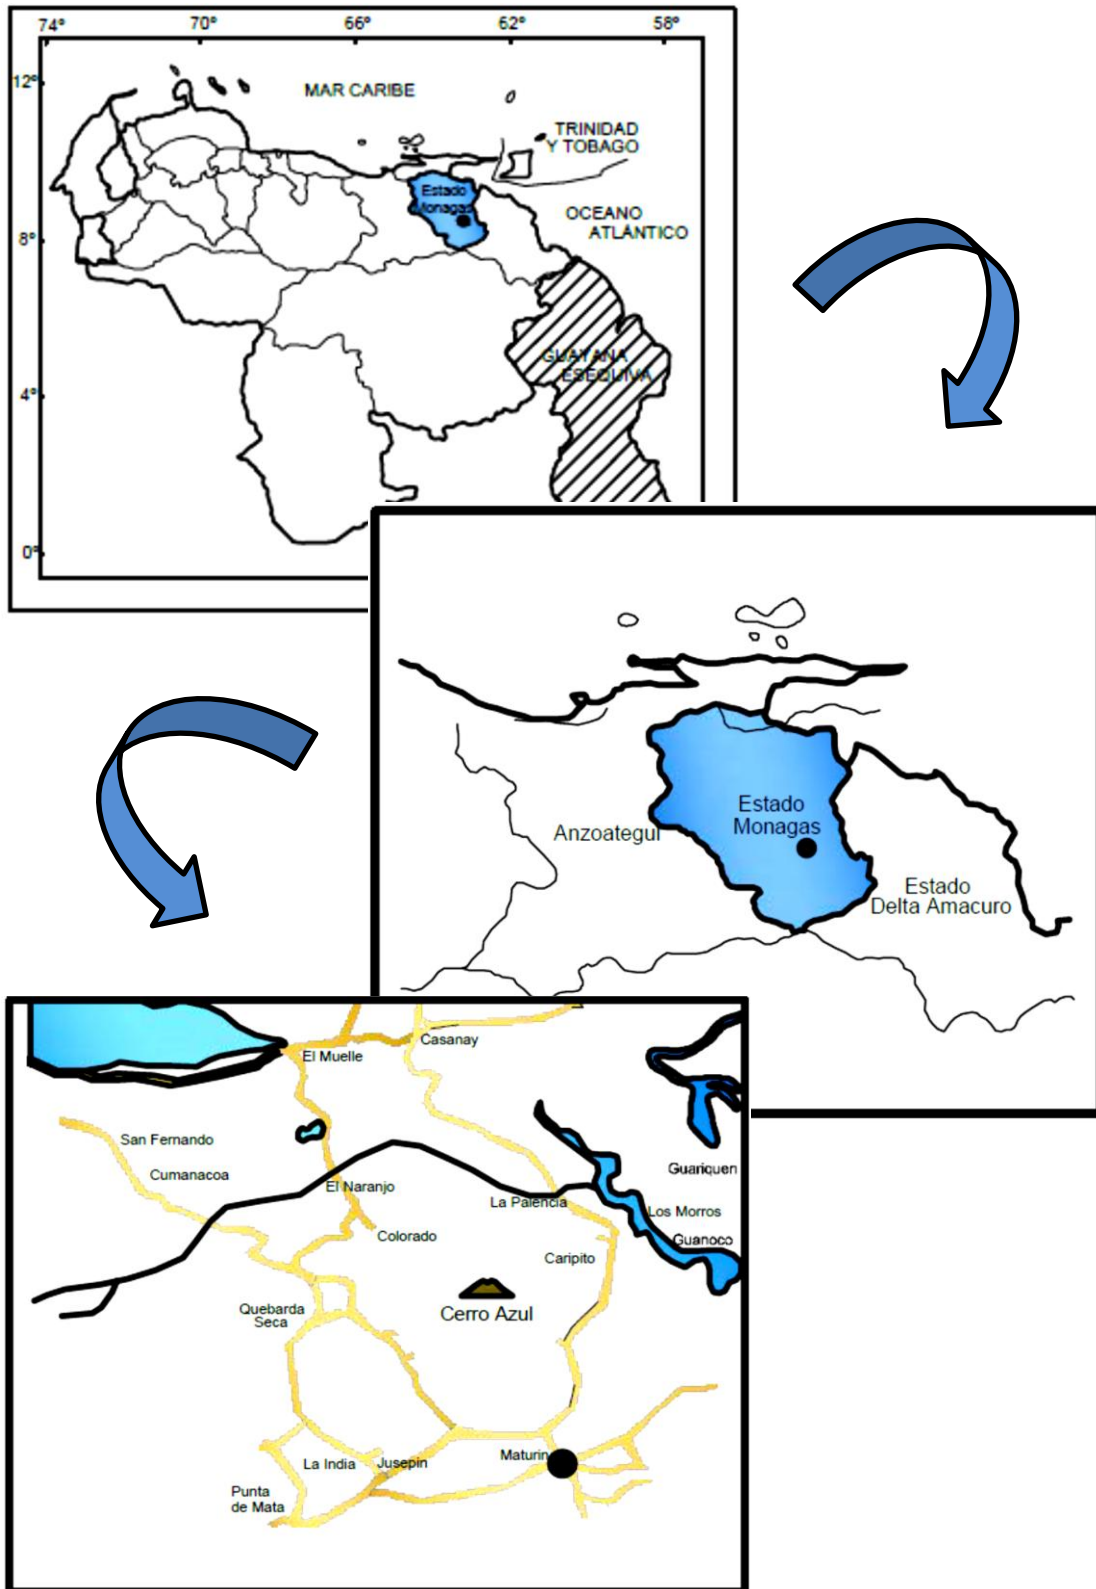 74°
70°
66°
62°
58°
12°
MAR CARIBE
TRINIDAD
Y TOBAGO
Estado
Monagas
OCEANO
ATLÁNTICO
8°
GUAYANA
ESEQUIVA
4°
0°
Estado
Monagas
Anzoategui
Estado
Delta Amacuro
Casanay
El Muelle
San Fernando
Cumanacoa
Guariquen
El Naranjo
La Palencia
Los Morros
Colorado
Guanoco
Caripito
Quebarda
Seca
Cerro Azul
Maturin
La India
Jusepin
Punta
de Mata